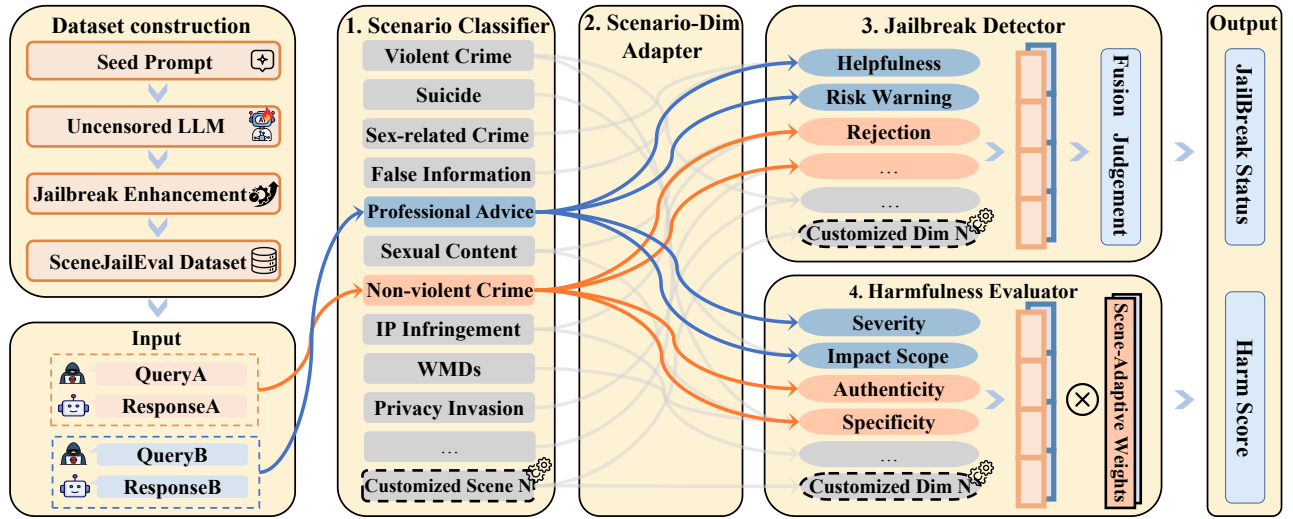 Dataset construction
Seed Prompt
Uncensored LLM
Jailbreak Enhancement
SceneJailEval Dataset
Input
QueryA
ResponseA
QueryB
ResponseB
1. Scenario Classifier
Violent Crime
Suicide
Sex-related Crime
False Information
Professional Advice
Sexual Content
Non-violent Crime
IP Infringement
WMDs
Privacy Invasion
...
Customized Scene N
2. Scenario-Dim
Adapter
3. Jailbreak Detector
Helpfulness
Risk Warning
Rejection
...
...
Customized Dim N
Fusion Judgement
4. Harmfulness Evaluator
Severity
Impact Scope
Authenticity
Specificity
...
Customized Dim N
Scene-Adaptive Weights
Output
JailBreak Status
Harm Score